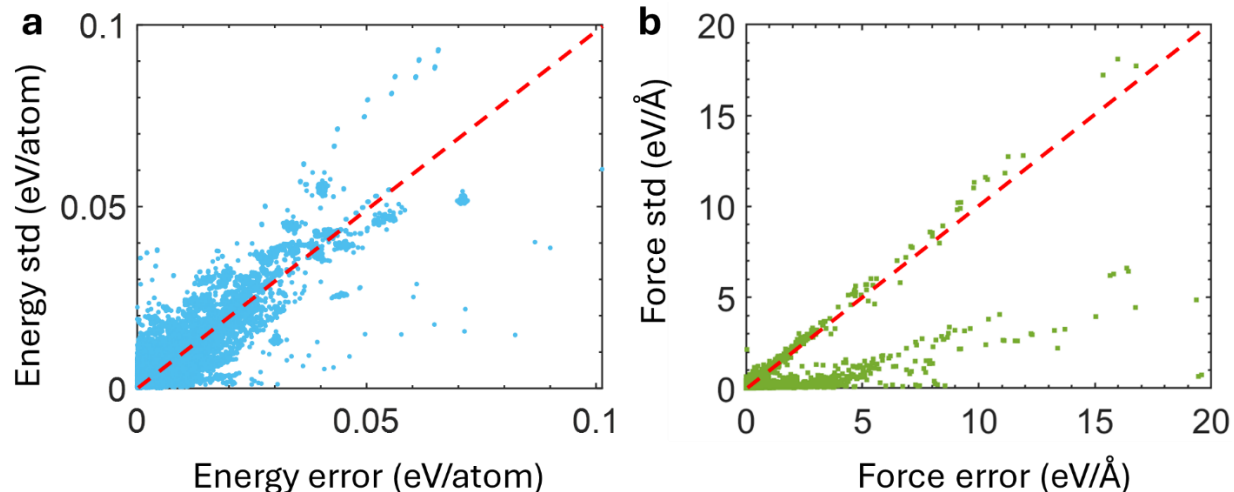 a
0.1
0.05
0
0
0.05
0.1
Energy std (eV/atom)
Energy error (eV/atom)
b
20
15
10
5
0
0
5
10
15
20
Force std (eV/Å)
Force error (eV/Å)